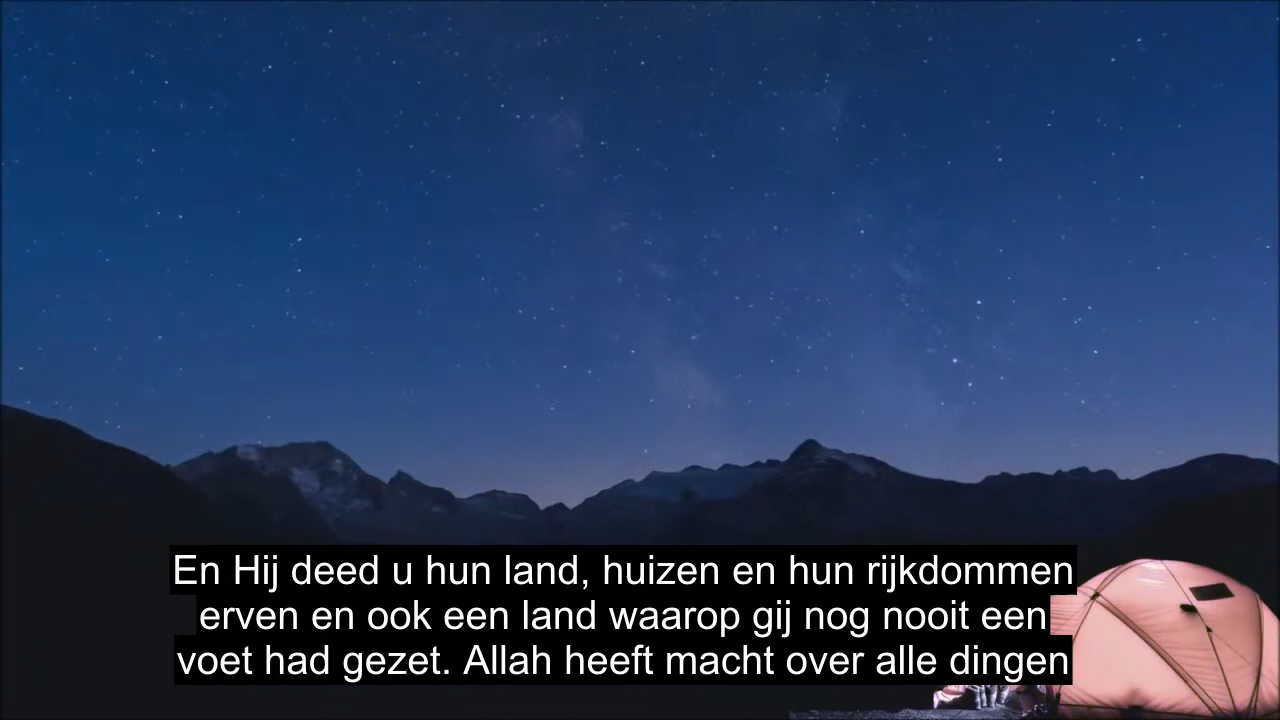 En Hij deed u hun land, huizen en hun rijkdommen
erven en ook een land waarop gij nog nooit een
voet had gezet. Allah heeft macht over alle dingen